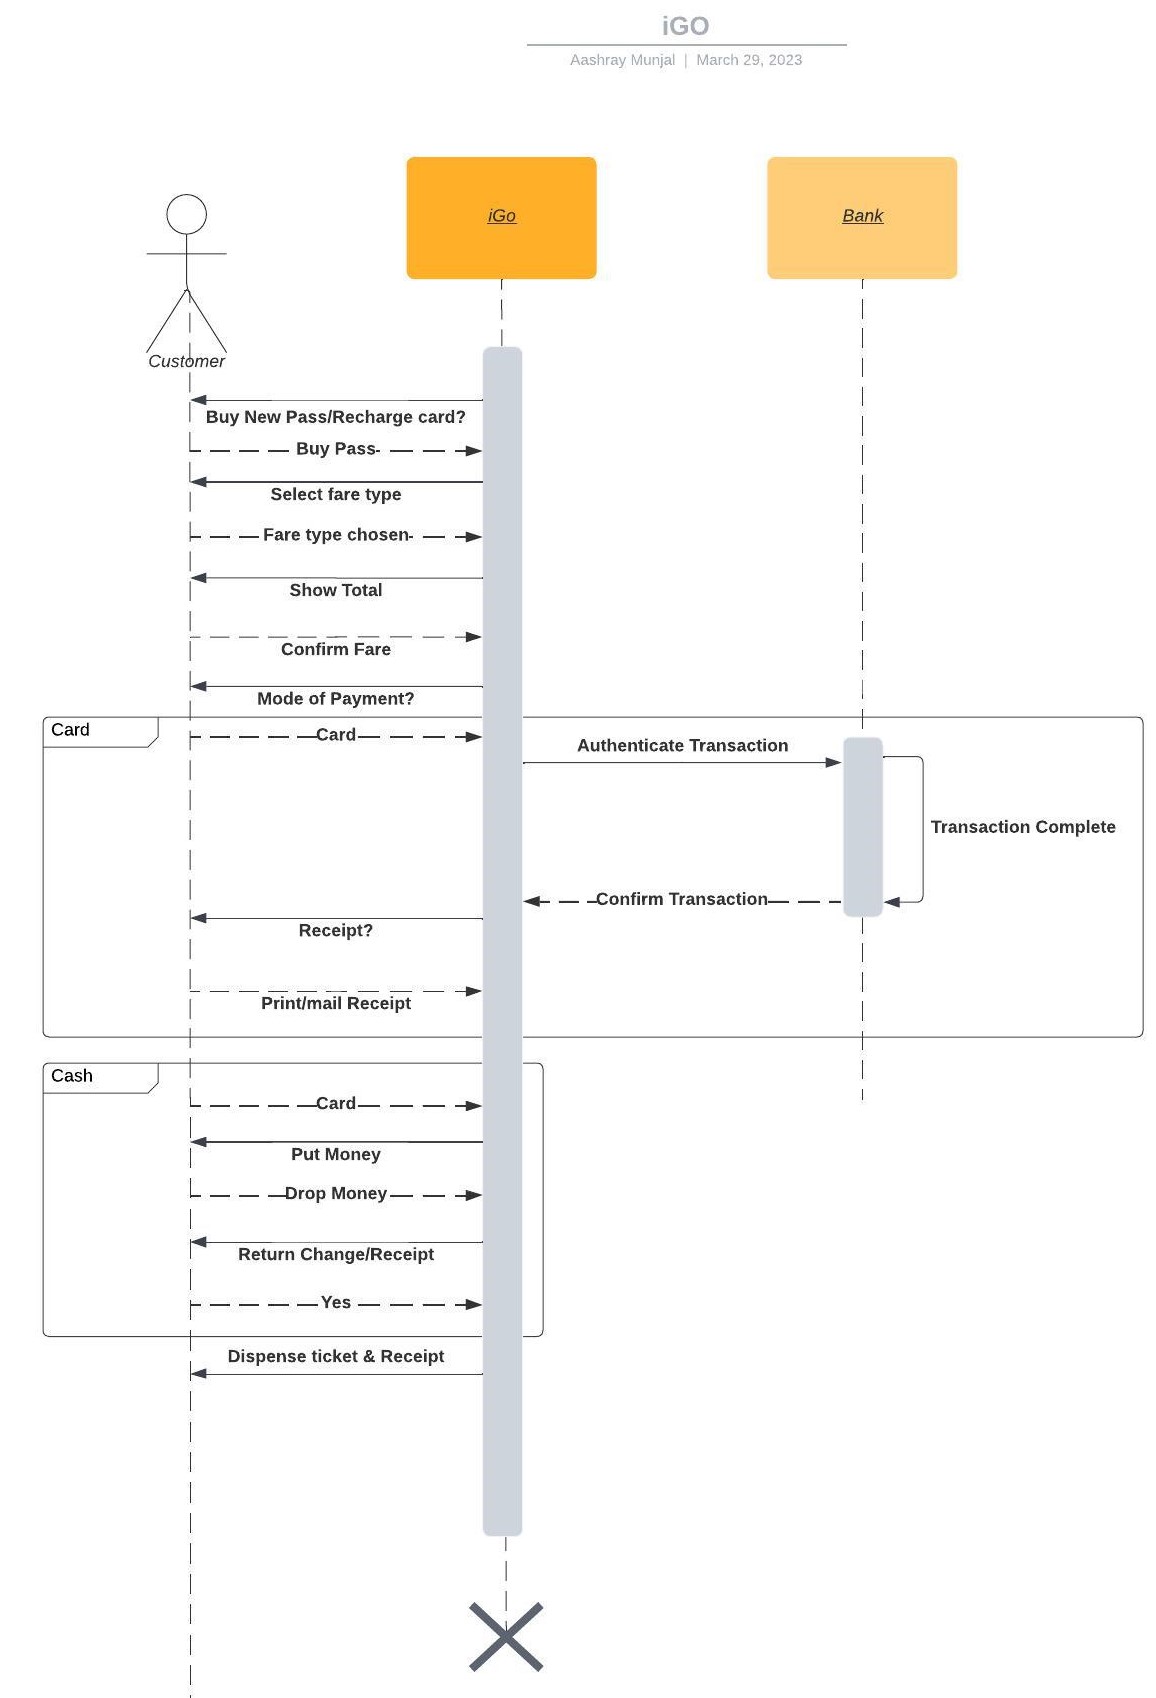 iGO
Aashray Munjal | March 29, 2023
iGo
Bank
Customer
Buy New Pass/Recharge card?
Buy Pass
Select fare type
Fare type chosen
Show Total
Confirm Fare
Mode of Payment?
Card
Card
Authenticate Transaction
Transaction Complete
Confirm Transaction
Receipt?
Print/mail Receipt
Cash
Card
Put Money
Drop Money
Return Change/Receipt
Yes
Dispense ticket & Receipt